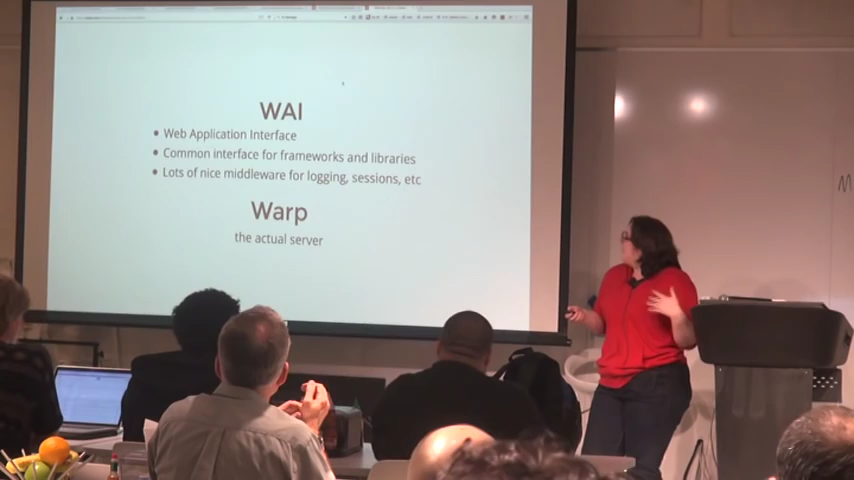 WAI
• Web Application Interface
• Common interface for frameworks and libraries
• Lots of nice middleware for logging, sessions, etc
Warp
the actual server